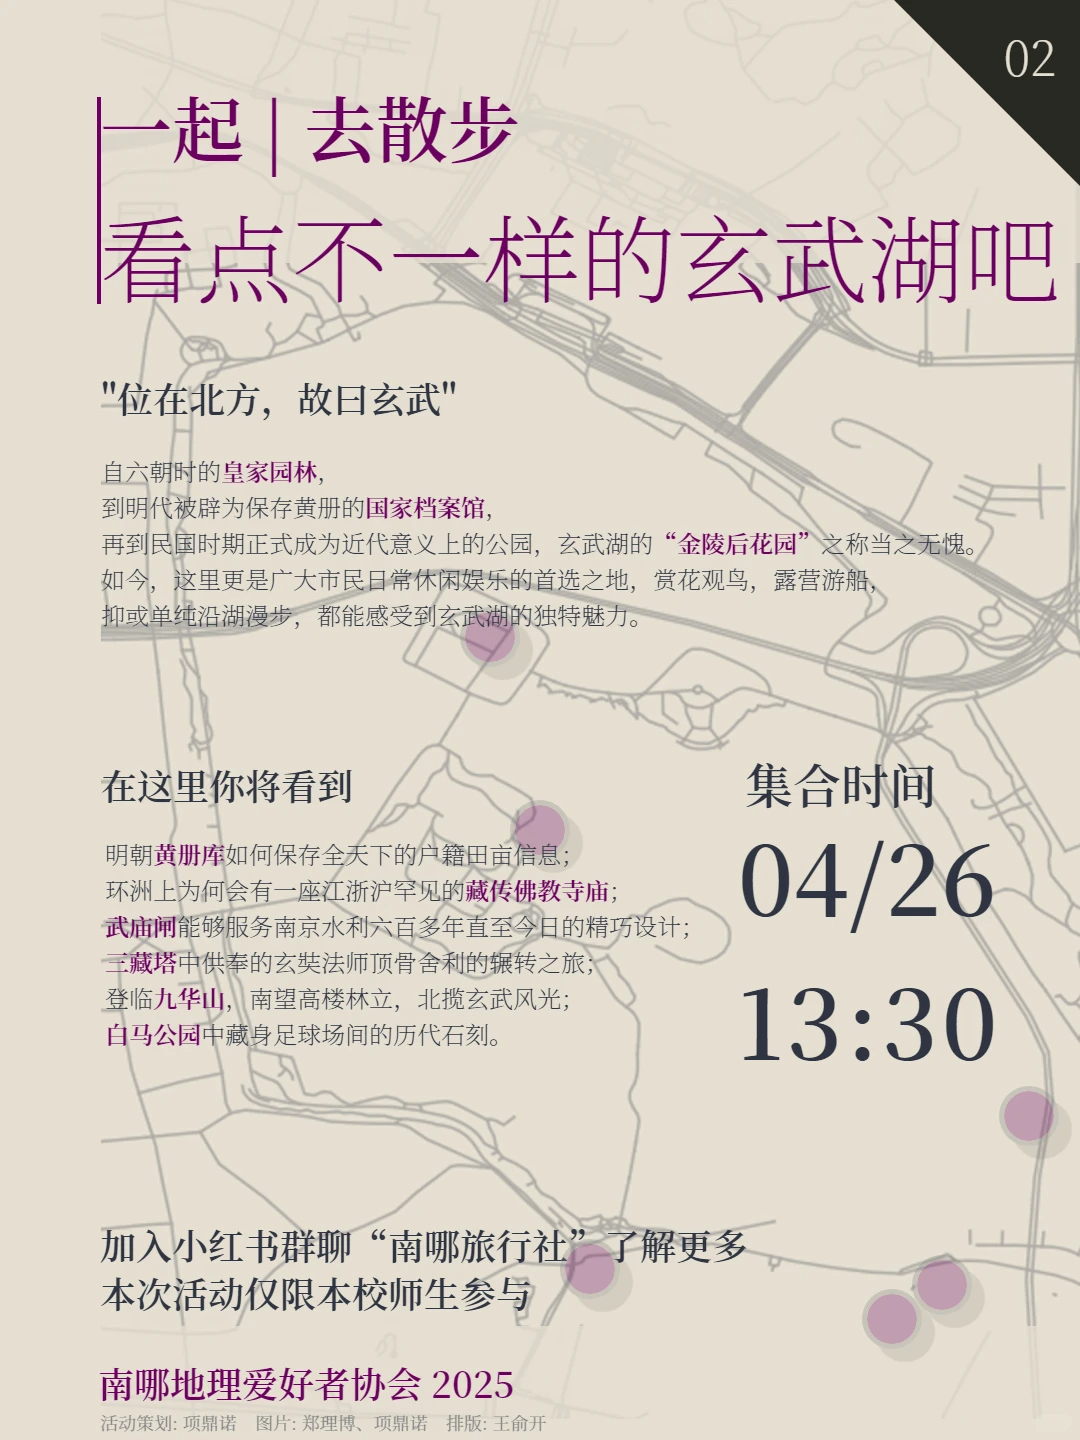 02
一起 | 去散步
看点不一样的玄武湖吧
"位在北方，故曰玄武"
自六朝时的皇家园林，
到明代被辟为保存黄册的国家档案馆，
再到民国时期正式成为近代意义上的公园，玄武湖的“金陵后花园”之称当之无愧。
如今，这里更是广大市民日常休闲娱乐的首选之地，赏花观鸟，露营游船，
抑或单纯沿湖漫步，都能感受到玄武湖的独特魅力。
在这里你将看到
明朝黄册库如何保存全天下的户籍田亩信息；
环洲上为何会有一座江浙沪罕见的藏传佛教寺庙；
武庙闸能够服务南京水利六百多年直至今日的精巧设计；
三藏塔中供奉的玄奘法师顶骨舍利的辗转之旅；
登临九华山，南望高楼林立，北揽玄武风光；
白马公园中藏身足球场间的历代石刻。
集合时间
04/26
13:30
加入小红书群聊“南哪旅行社”了解更多
本次活动仅限本校师生参与
南哪地理爱好者协会 2025
活动策划: 项鼎诺 图片: 郑理博、项鼎诺 排版: 王俞开